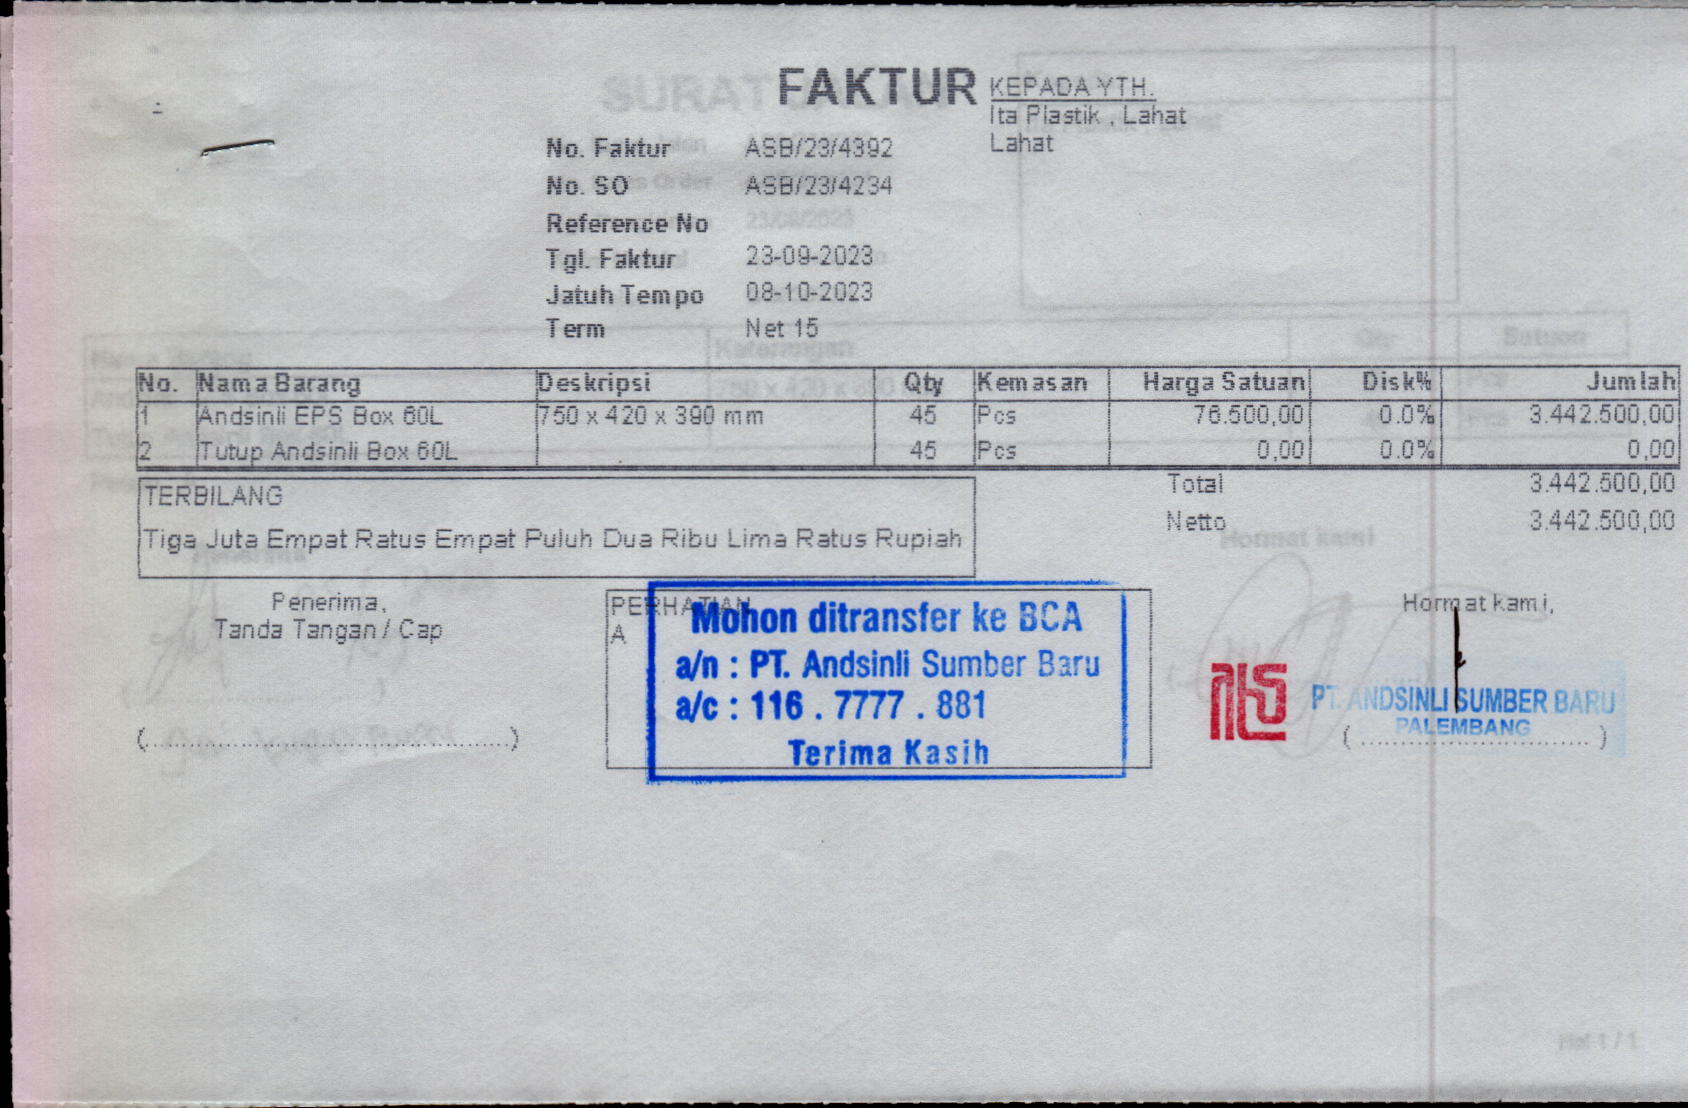 FAKTUR
KEPADA YTH.
Ita Plastik , Lahat
Lahat
No. Faktur ASB/23/4392
No. SO ASB/23/4234
Reference No
Tgl. Faktur 23-09-2023
Jatuh Tempo 08-10-2023
Term Net 15
No. Nama Barang Deskripsi Qty Kemasan Harga Satuan Disk% Jumlah
1 Andsinli EPS Box 60L 750 x 420 x 390 mm 45 Pcs 76.500,00 0.0% 3.442.500,00
2 Tutup Andsinli Box 60L 45 Pcs 0,00 0.0% 0,00
Total 3.442.500,00
Netto 3.442.500,00
TERBILANG
Tiga Juta Empat Ratus Empat Puluh Dua Ribu Lima Ratus Rupiah
Penerima,
Tanda Tangan / Cap
(...............................................)
PERHATIAN
A
Mohon ditransfer ke BCA
a/n : PT. Andsinli Sumber Baru
a/c : 116 . 7777 . 881
Terima Kasih
Hormat kami,
PT. ANDSINLI SUMBER BARU
PALEMBANG
( ............................. )
Hal 1 / 1